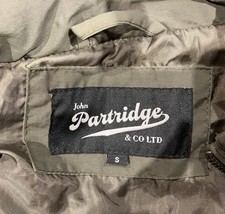 John
Partridge
& CO LTD
S